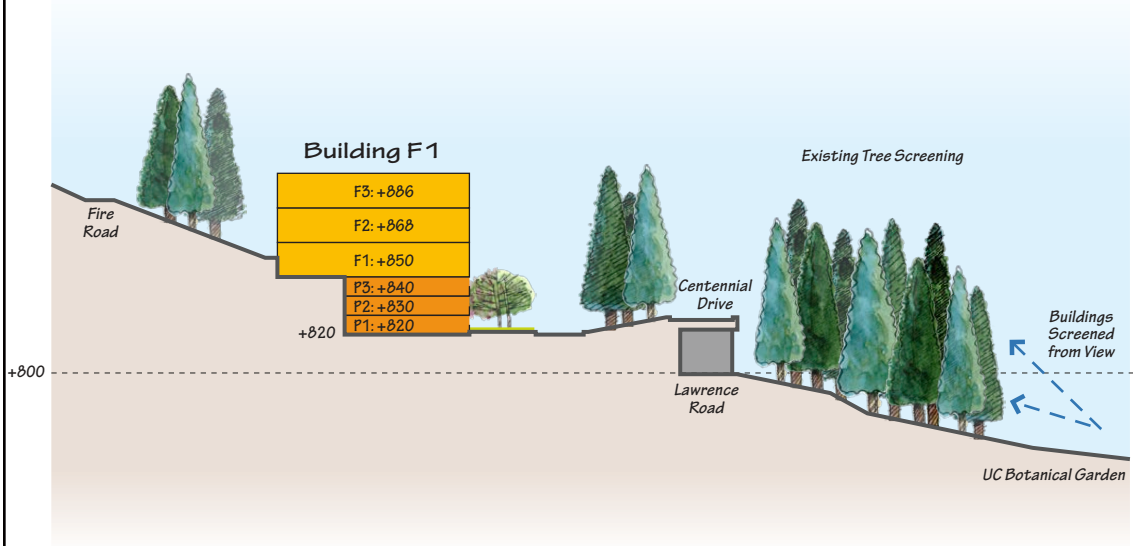 Building F1
Existing Tree Screening
F3: +886
Fire
Road
F2: +868
F1: +850
P3: +840
P2: +830
P1: +820
+820
Centennial
Drive
Buildings
Screened
from View
+800
Lawrence
Road
UC Botanical Garden